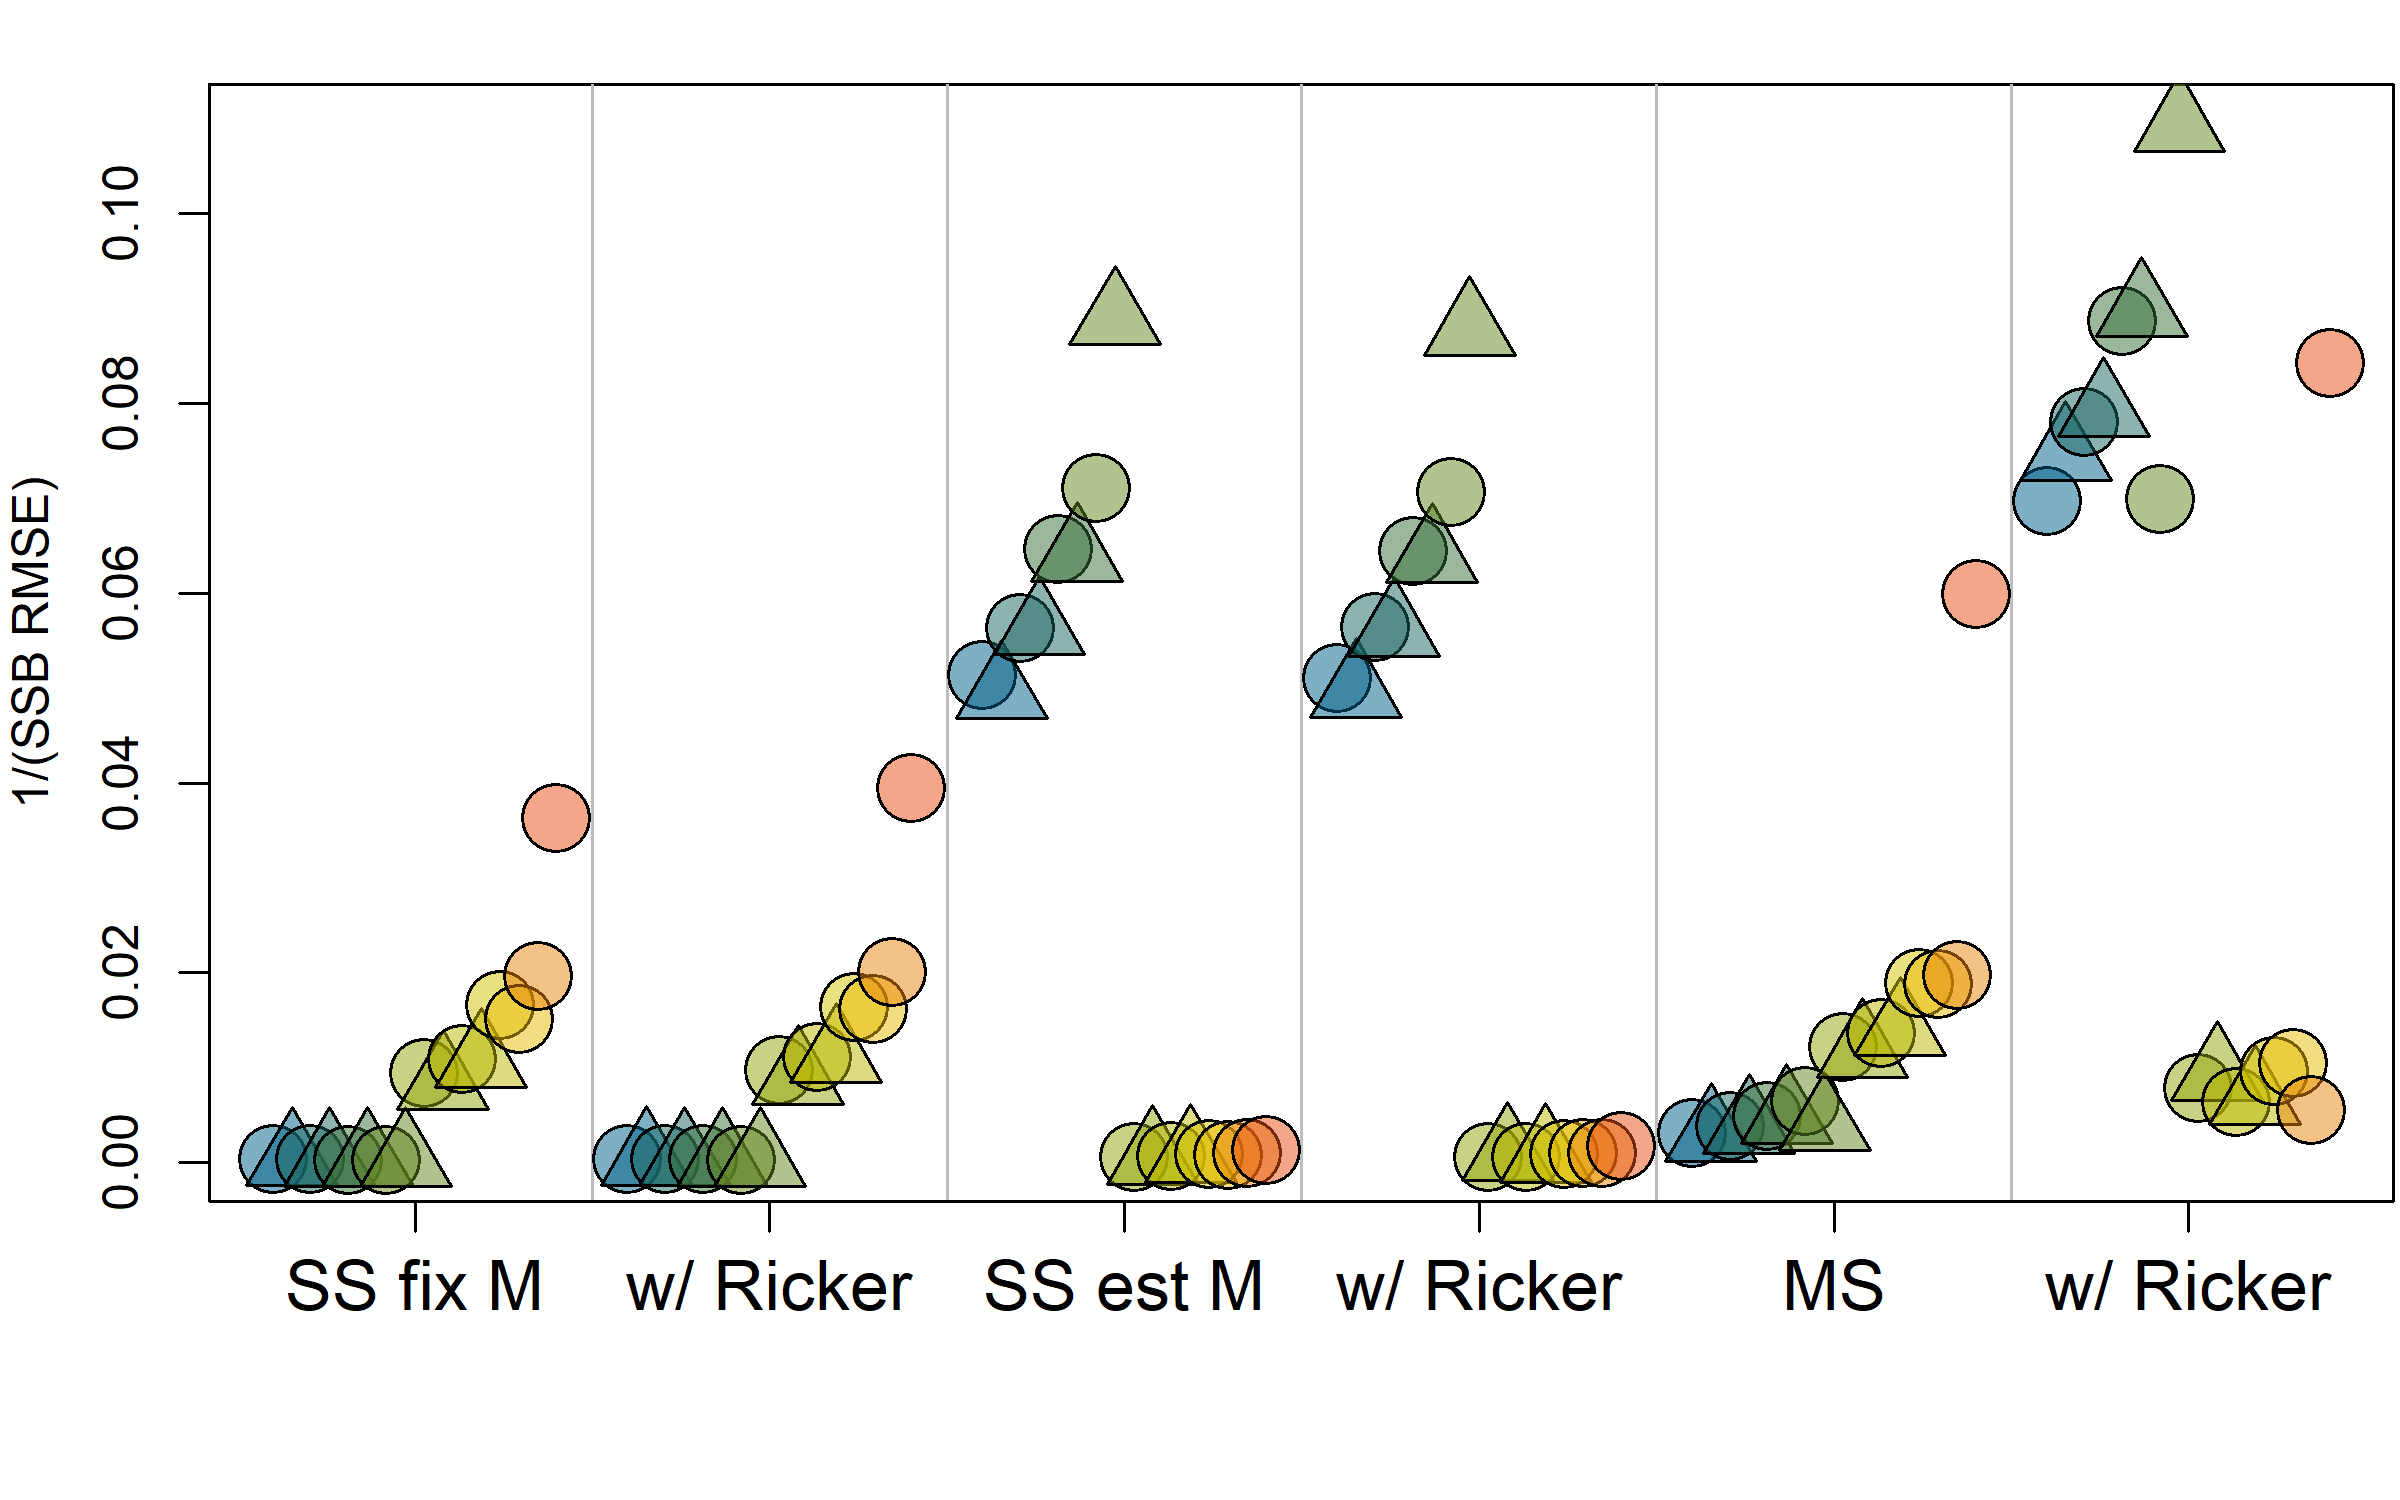 1/(SSB RMSE)
0.10
0.08
0.06
0.04
0.02
0.00
SS fix M
w/ Ricker
SS est M
w/ Ricker
MS
w/ Ricker